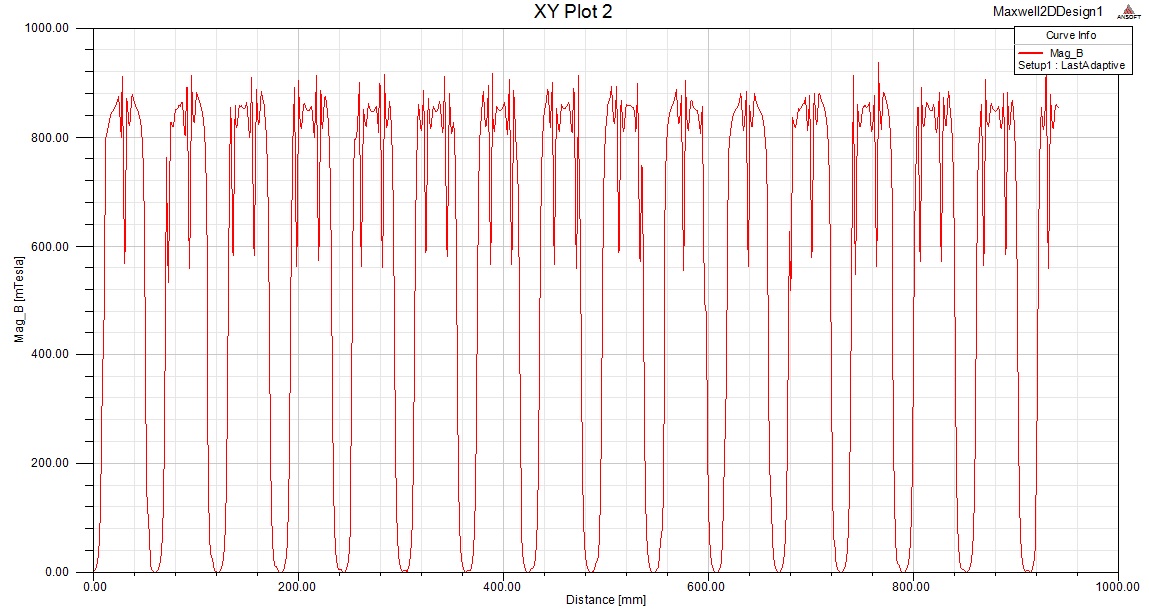 XY Plot 2
Maxwell2DDesign1
ANSOFT
Curve Info
Mag_B
Setup1 : LastAdaptive
1000.00
800.00
600.00
400.00
200.00
0.00
Mag_B [mTesla]
0.00 200.00 400.00 600.00 800.00 1000.00
Distance [mm]